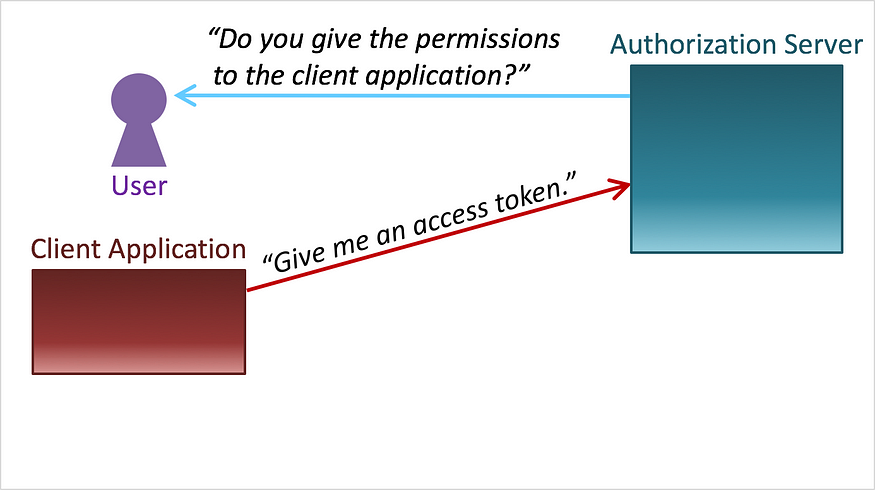 “Do you give the permissions
to the client application?”
Authorization Server
User
“Give me an access token.”
Client Application